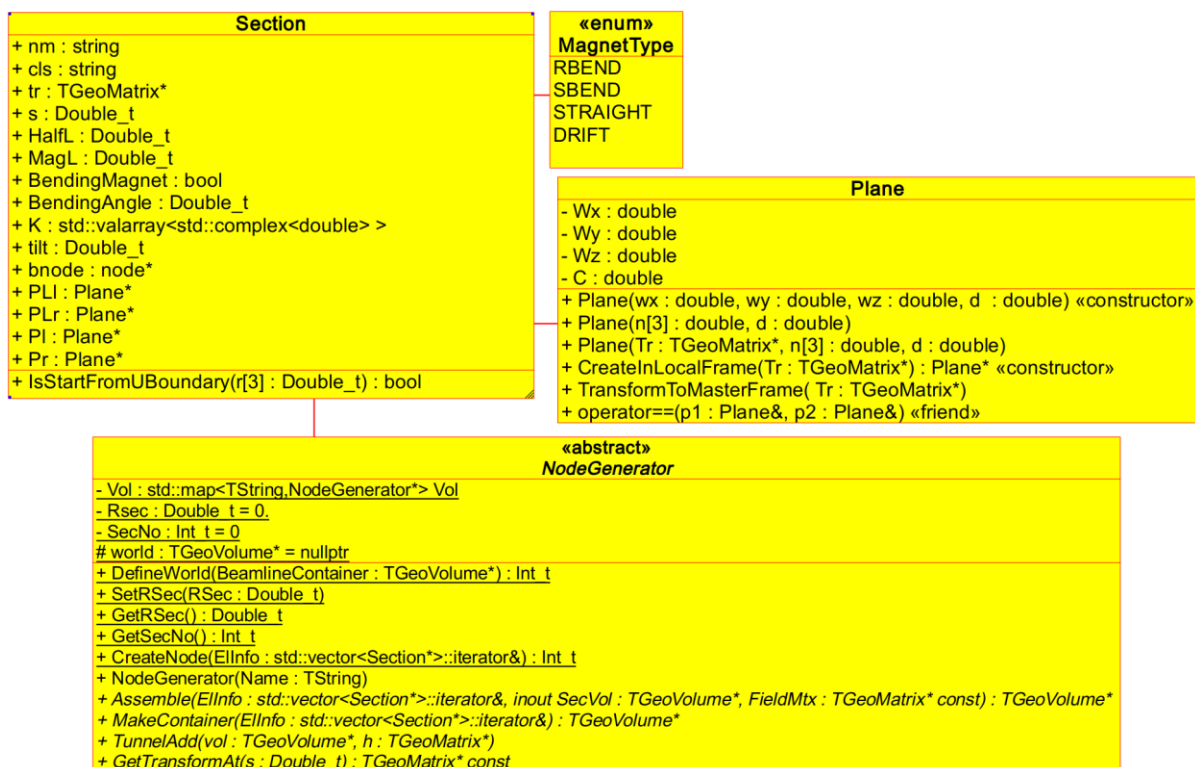 Section
+ nm : string
+ cls : string
+ tr : TGeoMatrix*
+ s : Double_t
+ HalfL : Double_t
+ MagL : Double_t
+ BendingMagnet : bool
+ BendingAngle : Double_t
+ K : std::valarray<std::complex<double> >
+ tilt : Double_t
+ bnode : node*
+ PLl : Plane*
+ PLr : Plane*
+ Pl : Plane*
+ Pr : Plane*
+ IsStartFromUBoundary(r[3] : Double_t) : bool
«enum»
MagnetType
RBEND
SBEND
STRAIGHT
DRIFT
Plane
- Wx : double
- Wy : double
- Wz : double
- C : double
+ Plane(wx : double, wy : double, wz : double, d : double) «constructor»
+ Plane(n[3] : double, d : double)
+ Plane(Tr : TGeoMatrix*, n[3] : double, d : double)
+ CreateInLocalFrame(Tr : TGeoMatrix*) : Plane* «constructor»
+ TransformToMasterFrame( Tr : TGeoMatrix*)
+ operator==(p1 : Plane&, p2 : Plane&) «friend»
«abstract»
NodeGenerator
- Vol : std::map<TString,NodeGenerator*> Vol
- Rsec : Double_t = 0.
- SecNo : Int_t = 0
# world : TGeoVolume* = nullptr
+ DefineWorld(BeamlineContainer : TGeoVolume*) : Int_t
+ SetRSec(RSec : Double_t)
+ GetRSec() : Double_t
+ GetSecNo() : Int_t
+ CreateNode(ElInfo : std::vector<Section*>::iterator&) : Int_t
+ NodeGenerator(Name : TString)
+ Assemble(ElInfo : std::vector<Section*>::iterator&, inout SecVol : TGeoVolume*, FieldMtx : TGeoMatrix* const) : TGeoVolume*
+ MakeContainer(ElInfo : std::vector<Section*>::iterator&) : TGeoVolume*
+ TunnelAdd(vol : TGeoVolume*, h : TGeoMatrix*)
+ GetTransformAt(s : Double_t) : TGeoMatrix* const